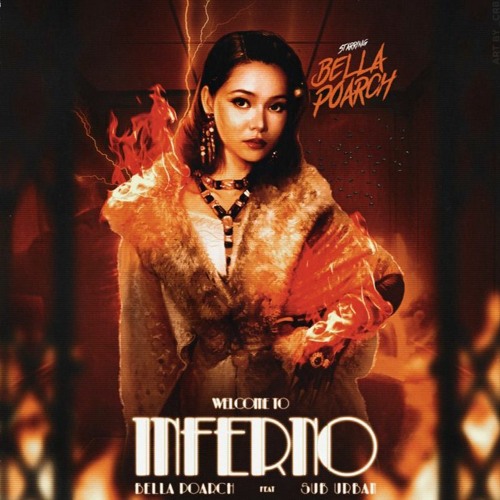 STARRING
BELLA
POARCH
WELCOME TO
INFERNO
BELLA POARCH FEAT SUB URBAN